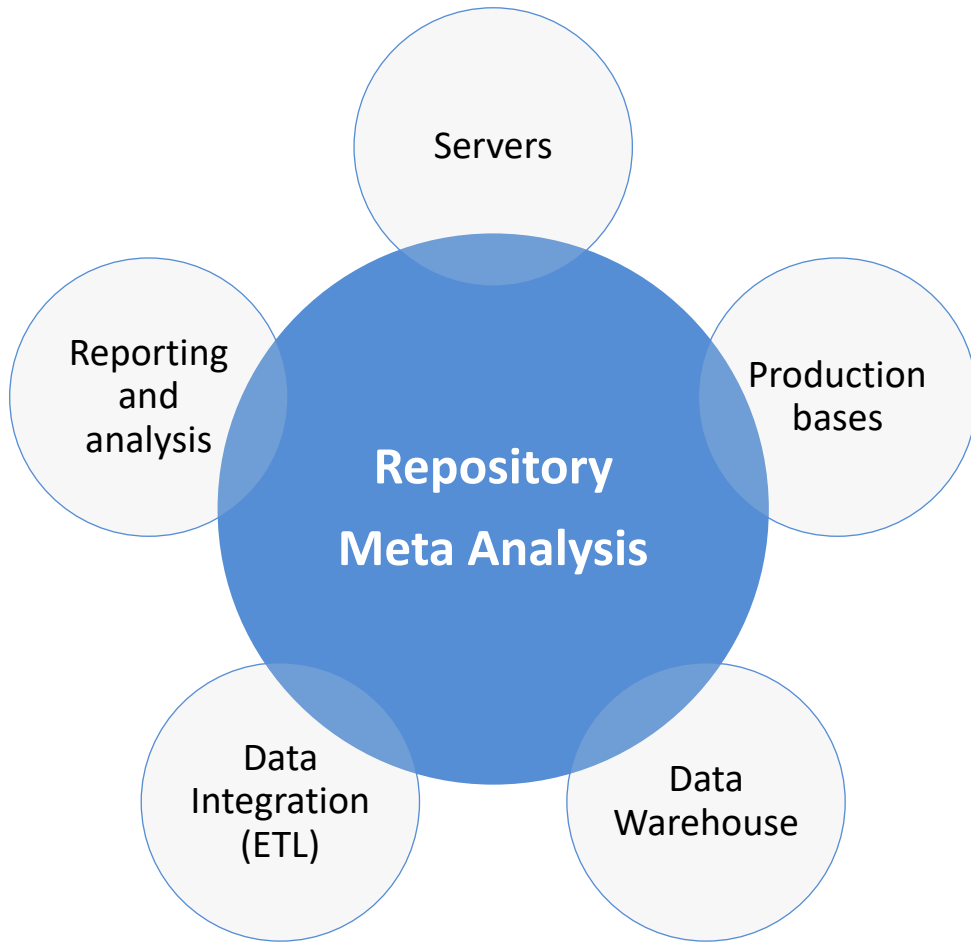 Servers
Reporting
and
analysis
Production
bases
Repository
Meta Analysis
Data
Integration
(ETL)
Data
Warehouse